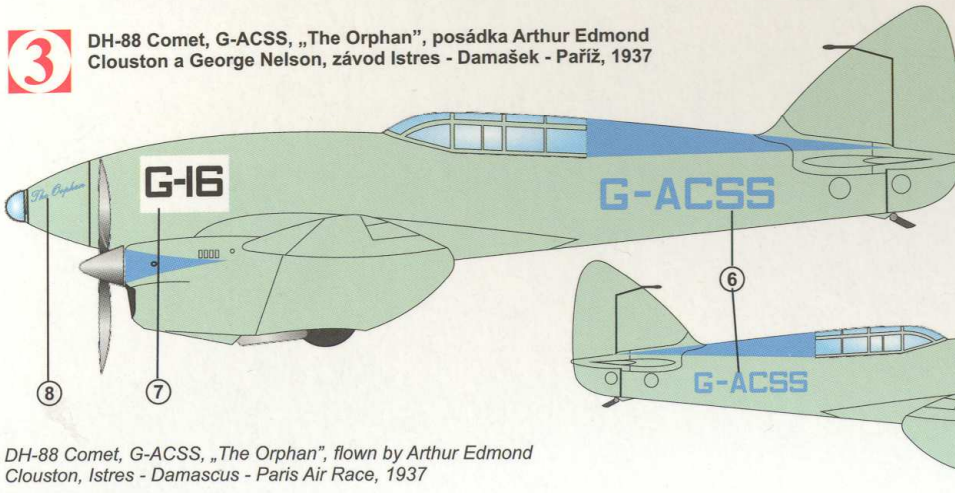 3
DH-88 Comet, G-ACSS, „The Orphan”, posádka Arthur Edmond
Clouston a George Nelson, závod Istres - Damašek - Paříž, 1937
The Orphan
G-16
G-ACSS
6
G-ACSS
8
7
DH-88 Comet, G-ACSS, „The Orphan”, flown by Arthur Edmond
Clouston, Istres - Damascus - Paris Air Race, 1937